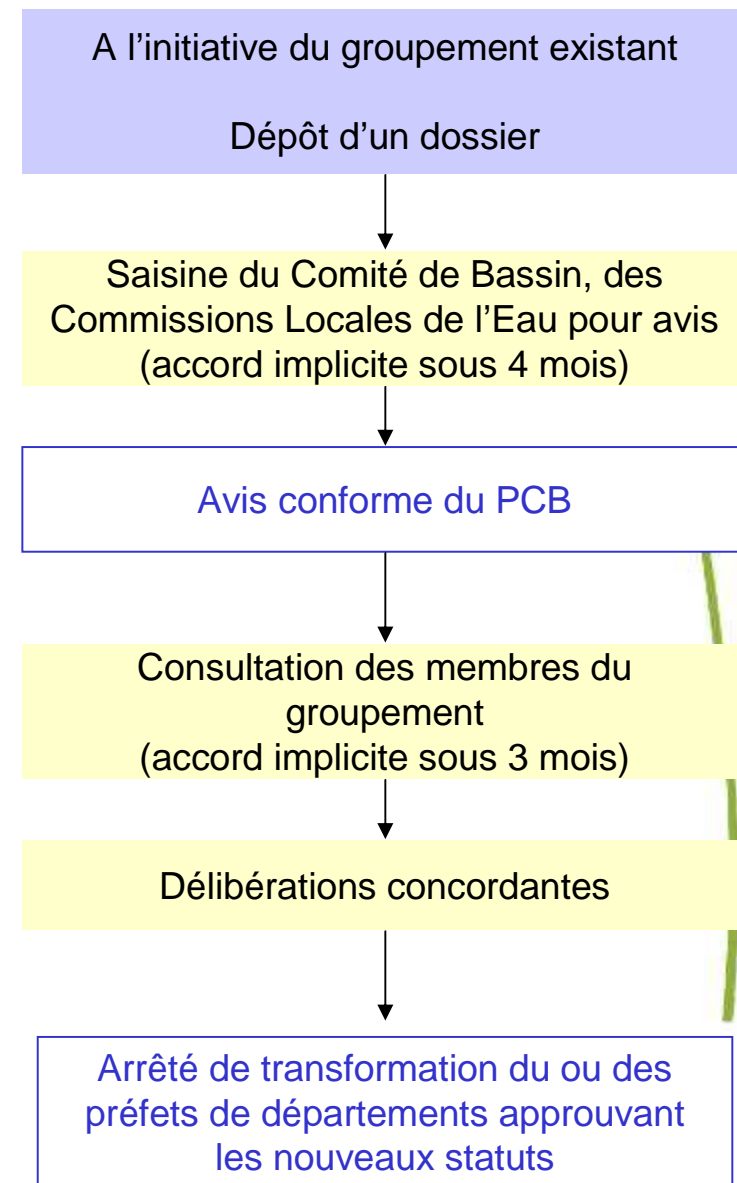 A l’initiative du groupement existant
Dépôt d’un dossier
Saisine du Comité de Bassin, des
Commissions Locales de l’Eau pour avis
(accord implicite sous 4 mois)
Avis conforme du PCB
Consultation des membres du
groupement
(accord implicite sous 3 mois)
Délibérations concordantes
Arrêté de transformation du ou des
préfets de départements approuvant
les nouveaux statuts